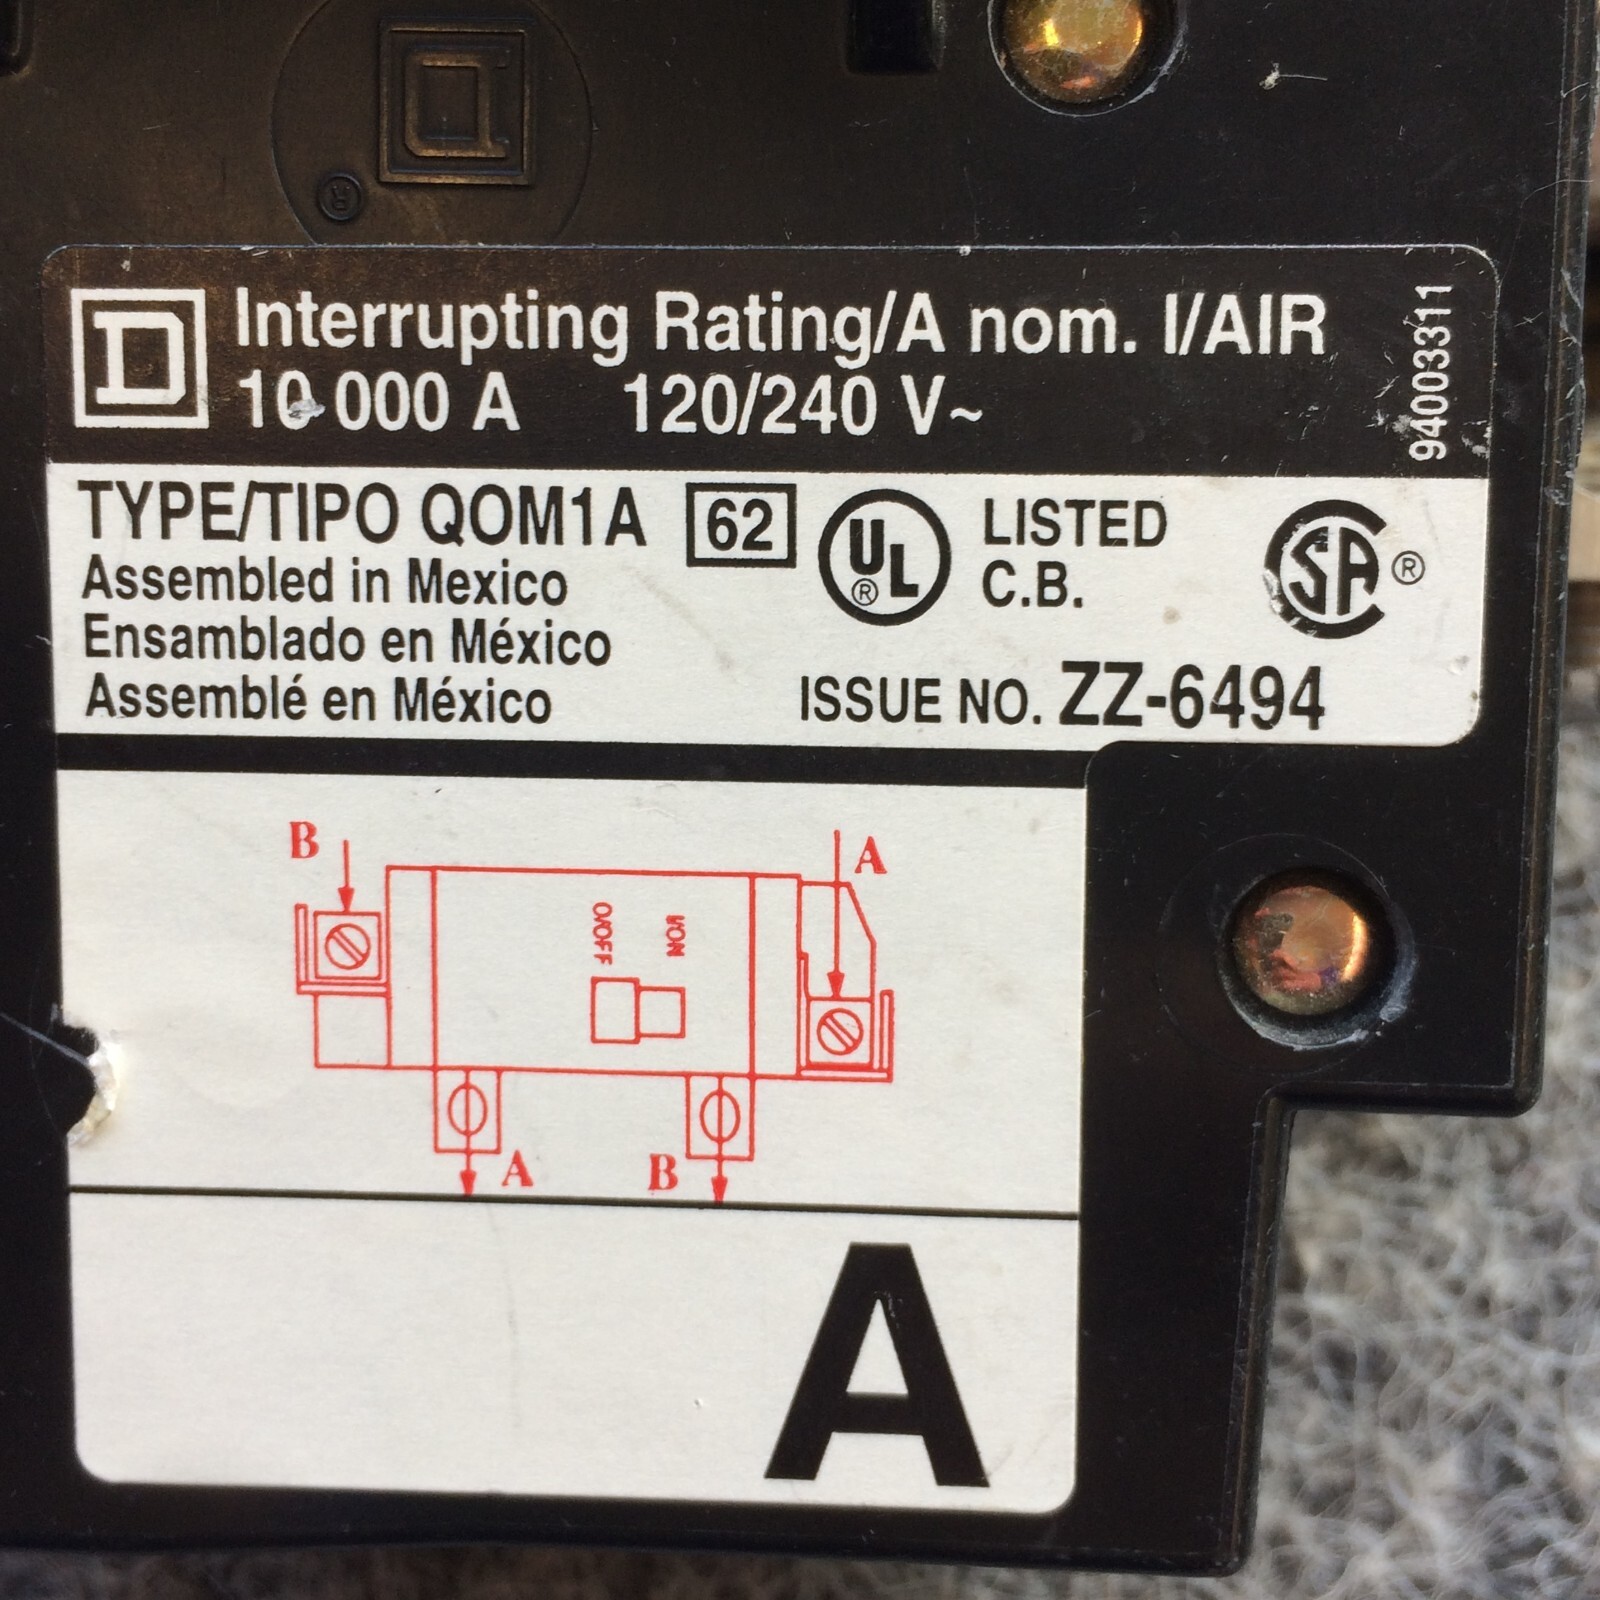 D
®
D
Interrupting Rating/A nom. I/AIR
10 000 A 120/240 V~
94003311
TYPE/TIPO QOM1A 62 UL® LISTED C.B. SA®
Assembled in Mexico
Ensamblado en México
Assemblé en México
ISSUE NO. ZZ-6494
B
A
O/OFF
I/ON
A
B
A